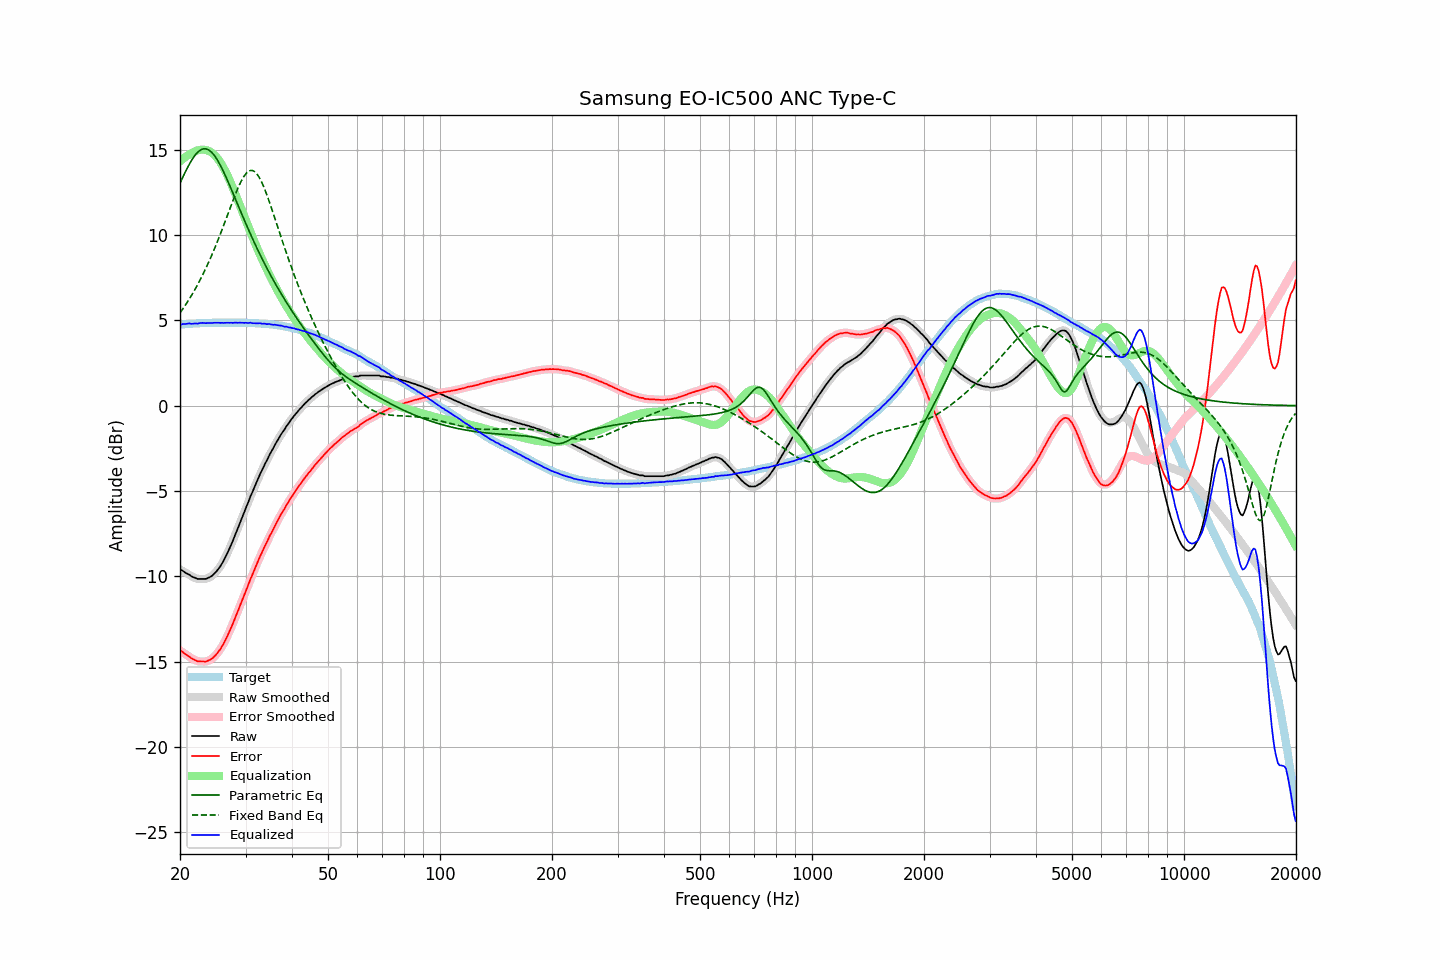 Samsung EO-IC500 ANC Type-C
Amplitude (dBr)
15
10
5
0
−5
−10
−15
−20
−25
Target
Raw Smoothed
Error Smoothed
Raw
Error
Equalization
Parametric Eq
Fixed Band Eq
Equalized
20 50 100 200 500 1000 2000 5000 10000 20000
Frequency (Hz)